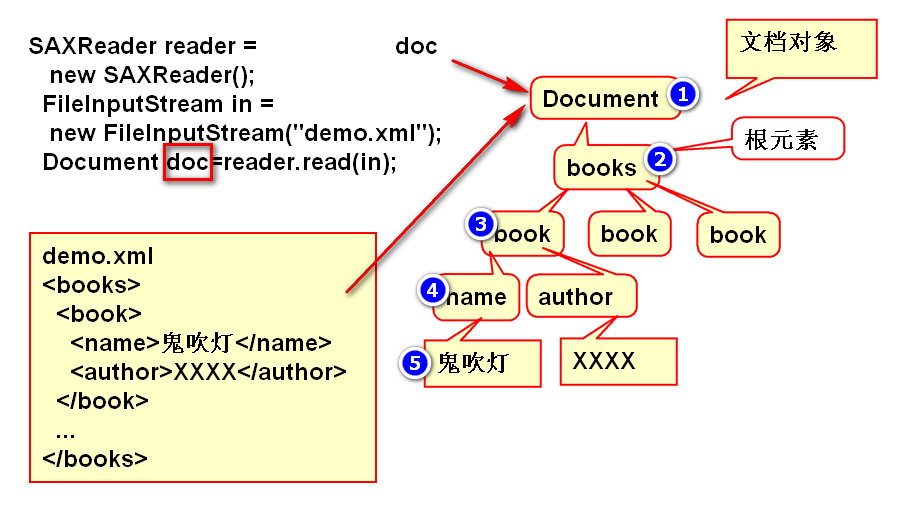 SAXReader reader =
new SAXReader();
FileInputStream in =
new FileInputStream("demo.xml");
Document doc=reader.read(in);
demo.xml
<books>
<book>
<name>鬼吹灯</name>
<author>XXXX</author>
</book>
...
</books>
doc
文档对象
Document 1
根元素
books 2
3 book
book
book
4 name
author
5 鬼吹灯
XXXX